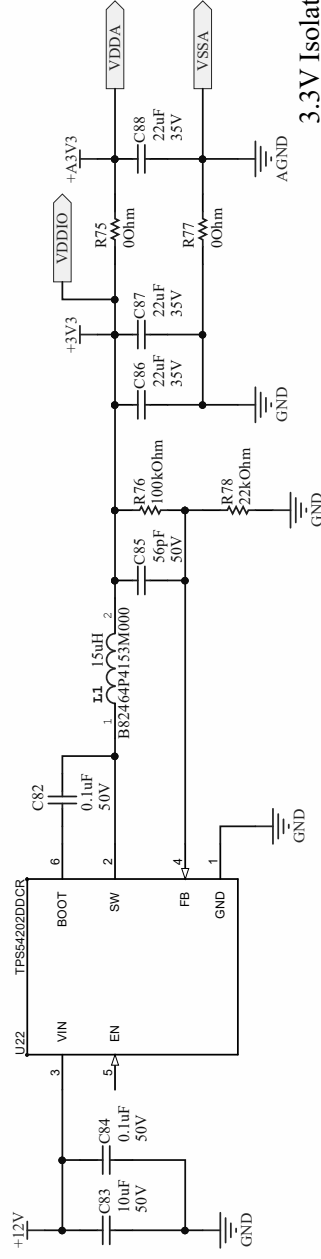 +12V
C83
10uF
50V
C84
0.1uF
50V
GND
U22
TPS54202DDCR
3
VIN
5
EN
BOOT
6
SW
2
FB
4
GND
1
GND
C82
0.1uF
50V
1
L1
15uH
2
B82464P4153M000
C85
56pF
50V
R76
100kOhm
R78
22kOhm
GND
C86
22uF
35V
GND
+3V3
C87
22uF
35V
VDDIO
R75
0Ohm
R77
0Ohm
+A3V3
C88
22uF
35V
AGND
VDDA
VSSA